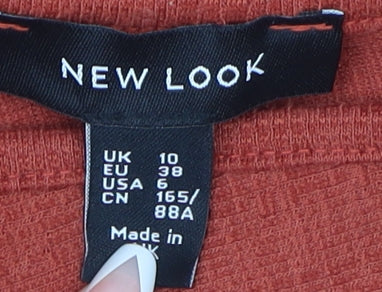 NEW LOOK
UK 10
EU 38
USA 6
CN 165/
88A
Made in